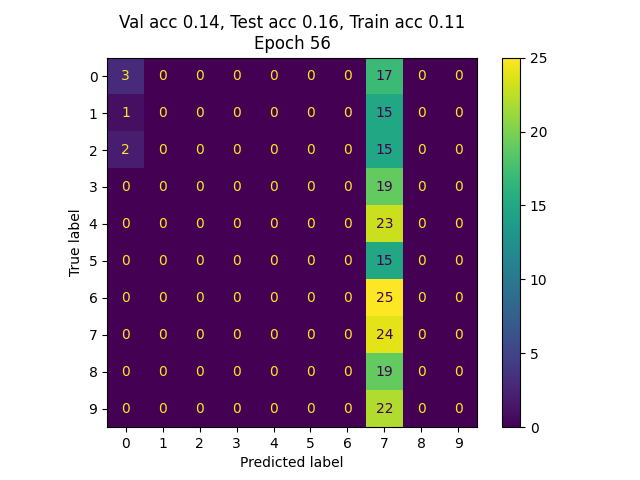 Val acc 0.14, Test acc 0.16, Train acc 0.11
Epoch 56
0 3 0 0 0 0 0 0 17 0 0
1 1 0 0 0 0 0 0 15 0 0
2 2 0 0 0 0 0 0 15 0 0
3 0 0 0 0 0 0 0 19 0 0
4 0 0 0 0 0 0 0 23 0 0
5 0 0 0 0 0 0 0 15 0 0
6 0 0 0 0 0 0 0 25 0 0
7 0 0 0 0 0 0 0 24 0 0
8 0 0 0 0 0 0 0 19 0 0
9 0 0 0 0 0 0 0 22 0 0
0 1 2 3 4 5 6 7 8 9
Predicted label
True label
25
20
15
10
5
0